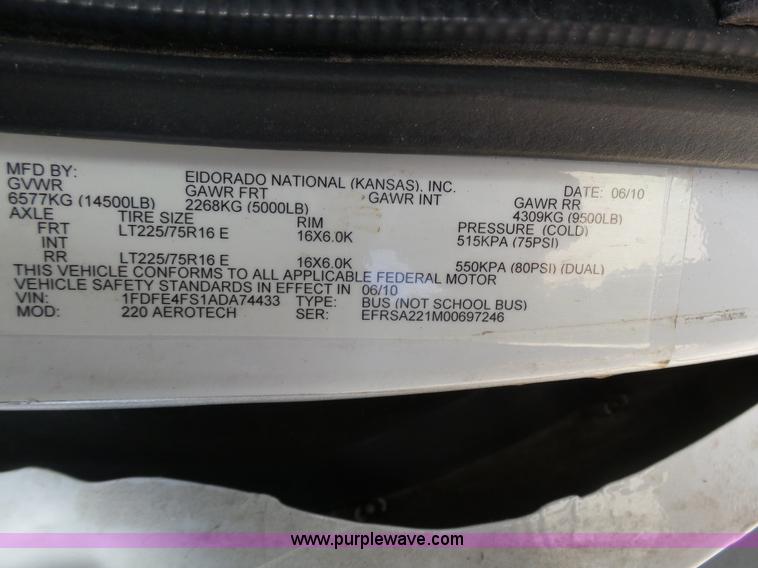 MFD BY: EIDORADO NATIONAL (KANSAS), INC. DATE: 06/10
GVWR GAWR FRT GAWR INT GAWR RR
6577KG (14500LB) 2268KG (5000LB) 4309KG (9500LB)
AXLE TIRE SIZE RIM PRESSURE (COLD)
FRT LT225/75R16 E 16X6.0K 515KPA (75PSI)
INT
RR LT225/75R16 E 16X6.0K 550KPA (80PSI) (DUAL)
THIS VEHICLE CONFORMS TO ALL APPLICABLE FEDERAL MOTOR
VEHICLE SAFETY STANDARDS IN EFFECT IN 06/10
VIN: 1FDFE4FS1ADA74433 TYPE: BUS (NOT SCHOOL BUS)
MOD: 220 AEROTECH SER: EFRSA221M00697246
www.purplewave.com